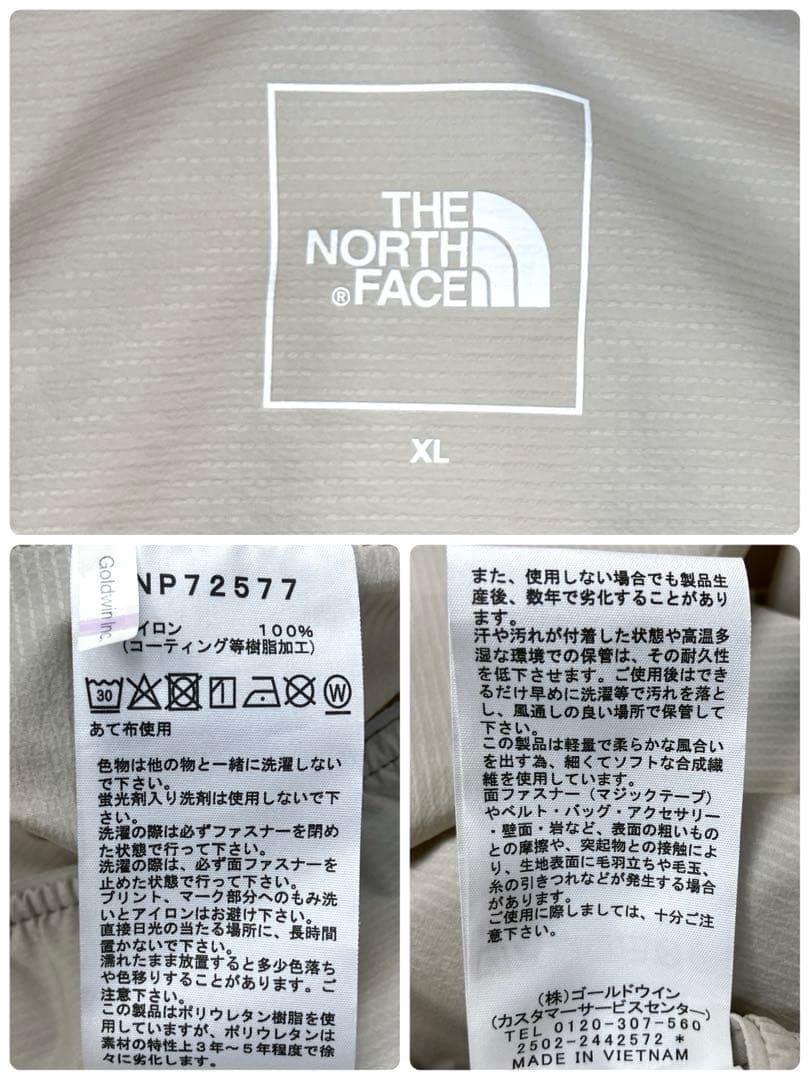 THE
NORTH
FACE
®
XL
Goldwin Inc.
NP72577
イロン 100%
(コーティング等樹脂加工)
30
W
あて布使用
色物は他の物と一緒に洗濯しない
で下さい。
蛍光剤入り洗剤は使用しないで下
さい。
洗濯の際は必ずファスナーを閉め
た状態で行って下さい。
洗濯の際は、必ず面ファスナーを
止めた状態で行って下さい。
プリント、マーク部分へのもみ洗
いとアイロンはお避け下さい。
直接日光の当たる場所に、長時間
置かないで下さい。
濡れたまま放置すると多少色落ち
や色移りすることがあります。ご
注意下さい。
この製品はポリウレタン樹脂を使
用していますが、ポリウレタンは
素材の特性上3年～5年程度で徐
々に劣化します。
また、使用しない場合でも製品生
産後、数年で劣化することがあり
ます。
汗や汚れが付着した状態や高温多
湿な環境での保管は、その耐久性
を低下させます。ご使用後はでき
るだけ早めに洗濯等で汚れを落と
し、風通しの良い場所で保管して
下さい。
この製品は軽量で柔らかな風合い
を出す為、細くてソフトな合成繊
維を使用しています。
面ファスナー(マジックテープ)
やベルト・バッグ・アクセサリー
・壁面・岩など、表面の粗いもの
との摩擦や、突起物との接触によ
り、生地表面に毛羽立ちや毛玉、
糸の引きつれなどが発生する場合
があります。
ご使用に際しましては、十分ご注
意下さい。
(株)ゴールドウイン
(カスタマーサービスセンター)
TEL 0120-307-560
2502-2442572 *
MADE IN VIETNAM